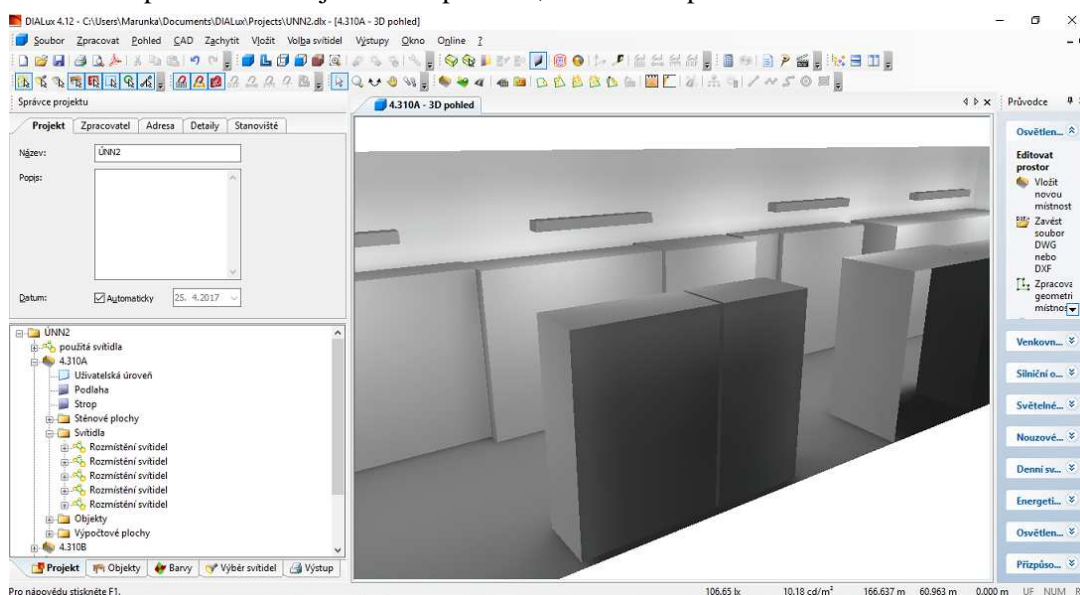 DIALux 4.12 - C:\Users\Marunka\Documents\DIALux\Projects\UNN2.dlx - [4.310A - 3D pohled]
Soubor Zpracovat Pohled CAD Zachytit Vložit Volba svítidel Výstupy Okno Online ?
Správce projektu
Projekt Zpracovatel Adresa Detaily Stanoviště
Název: ÚNN2
Popis:
Datum: Automaticky 25. 4.2017
ÚNN2
použitá svítidla
4.310A
Uživatelská úroveň
Podlaha
Strop
Stěnové plochy
Svítidla
Rozmístění svítidel
Rozmístění svítidel
Rozmístění svítidel
Rozmístění svítidel
Rozmístění svítidel
Objekty
Výpočtové plochy
4.310B
Projekt Objekty Barvy Výběr svítidel Výstup
4.310A - 3D pohled
Průvodce
Osvětlen...
Editovat
prostor
Vložit
novou
místnost
Zavést
soubor
DWG
nebo
DXF
Zpracova
geometri
místnos
Venkovn...
Silniční o...
Světelné...
Nouzové...
Denní sv...
Energeti...
Osvětlen...
Přizpůso...
Pro nápovědu stiskněte F1. 106.65 lx 10.18 cd/m² 166.637 m 60.963 m 0.000 m UF NUM R